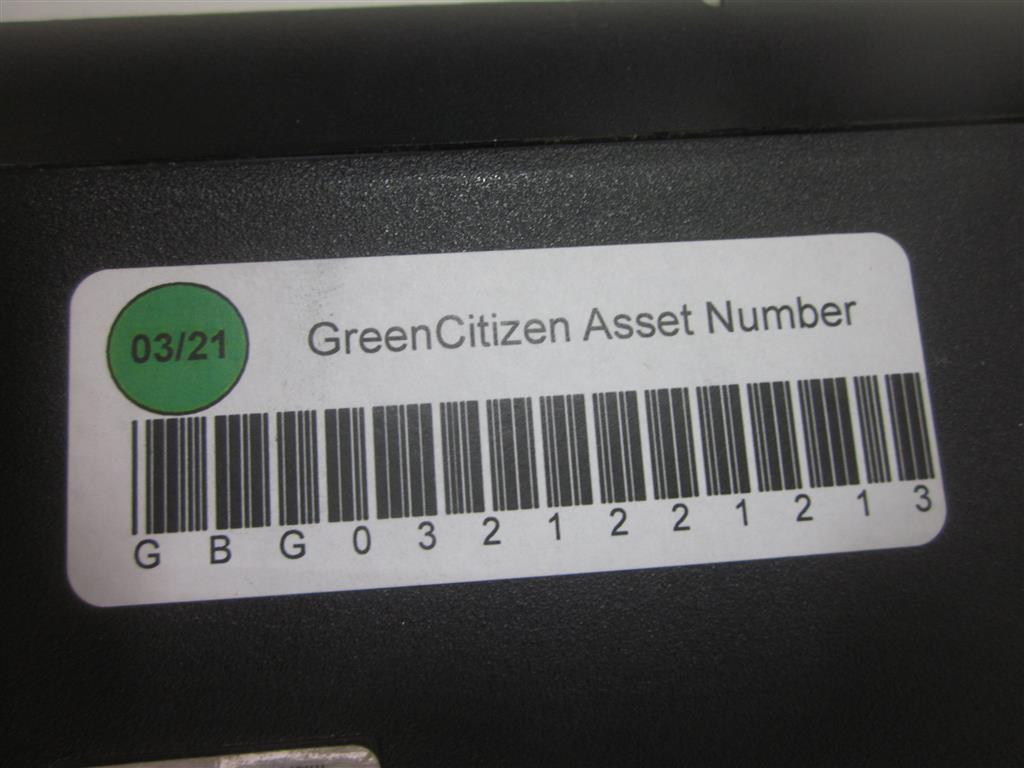 03/21
GreenCitizen Asset Number
G B G 0 3 2 1 2 2 1 2 1 3